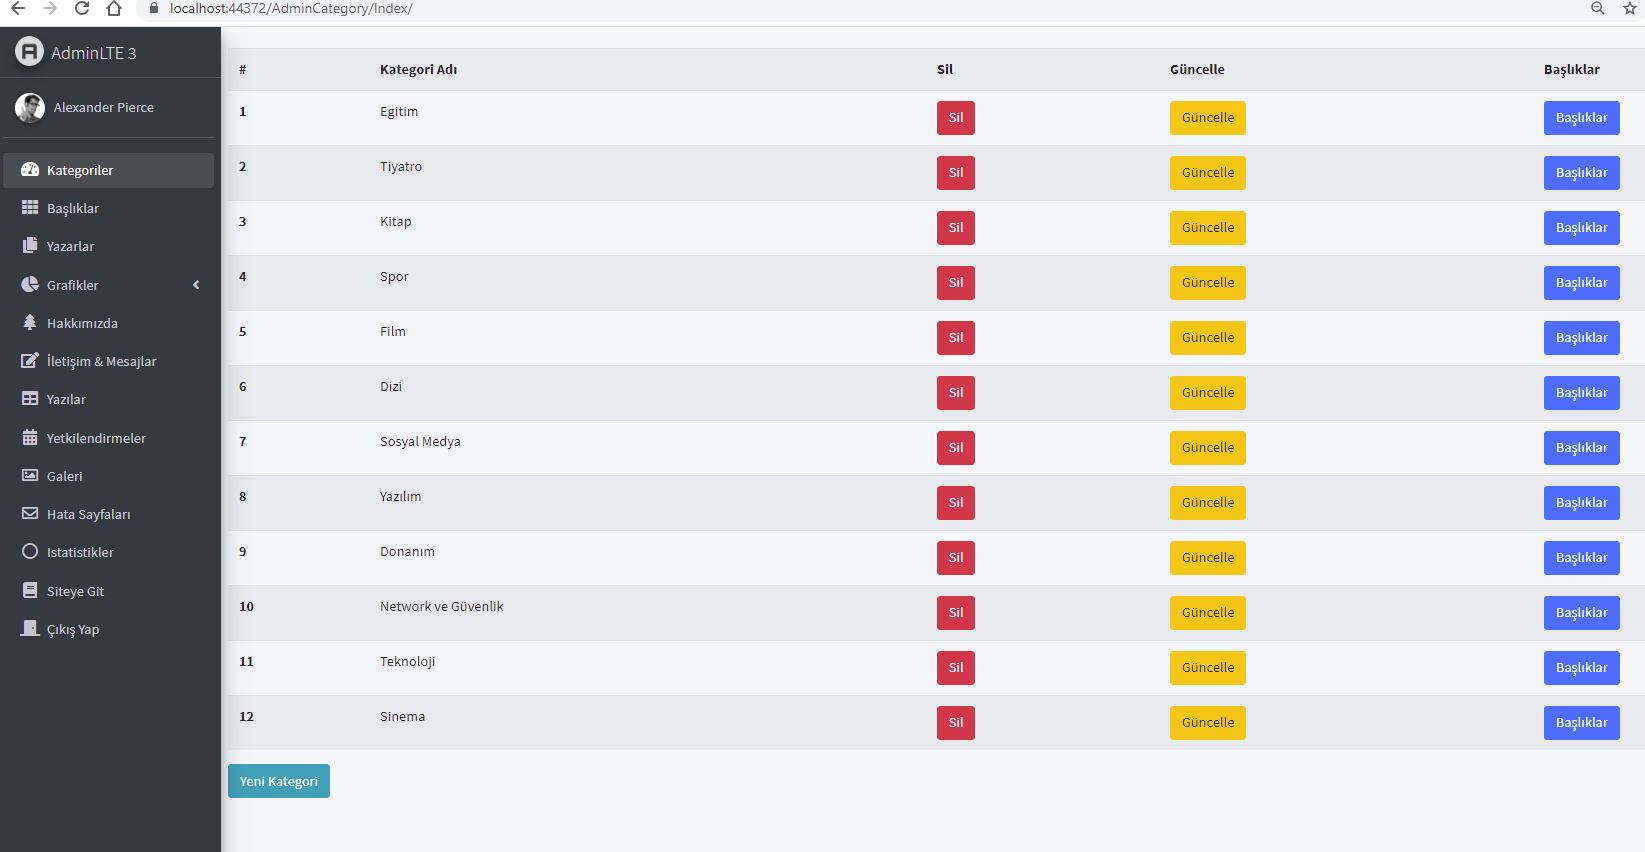 localhost:44372/AdminCategory/Index/
AdminLTE 3
Alexander Pierce
Kategoriler
Başlıklar
Yazarlar
Grafikler
Hakkımızda
İletişim & Mesajlar
Yazılar
Yetkilendirmeler
Galeri
Hata Sayfaları
Istatistikler
Siteye Git
Çıkış Yap
# Kategori Adı Sil Güncelle Başlıklar
1 Egitim Sil Güncelle Başlıklar
2 Tiyatro Sil Güncelle Başlıklar
3 Kitap Sil Güncelle Başlıklar
4 Spor Sil Güncelle Başlıklar
5 Film Sil Güncelle Başlıklar
6 Dizi Sil Güncelle Başlıklar
7 Sosyal Medya Sil Güncelle Başlıklar
8 Yazılım Sil Güncelle Başlıklar
9 Donanım Sil Güncelle Başlıklar
10 Network ve Güvenlik Sil Güncelle Başlıklar
11 Teknoloji Sil Güncelle Başlıklar
12 Sinema Sil Güncelle Başlıklar
Yeni Kategori